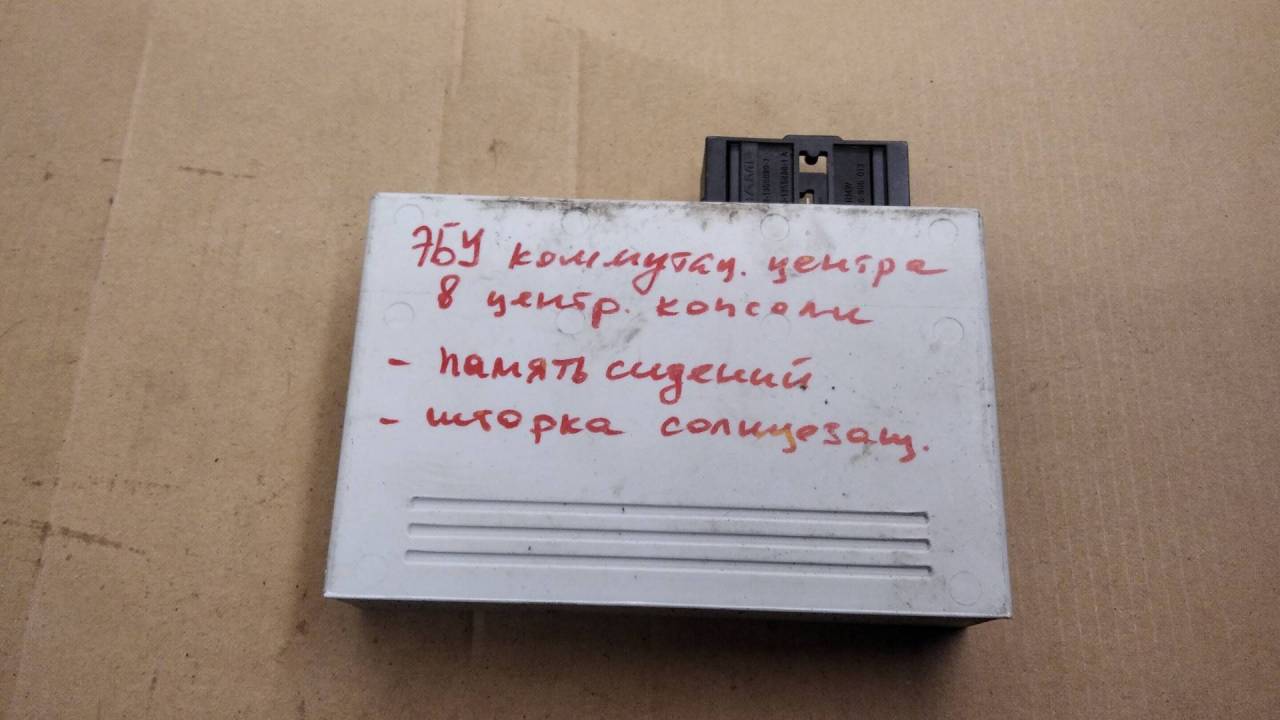 ЭБУ коммутац. центра
в центр. консоли
- память сидений
- шторка солнцезащ.